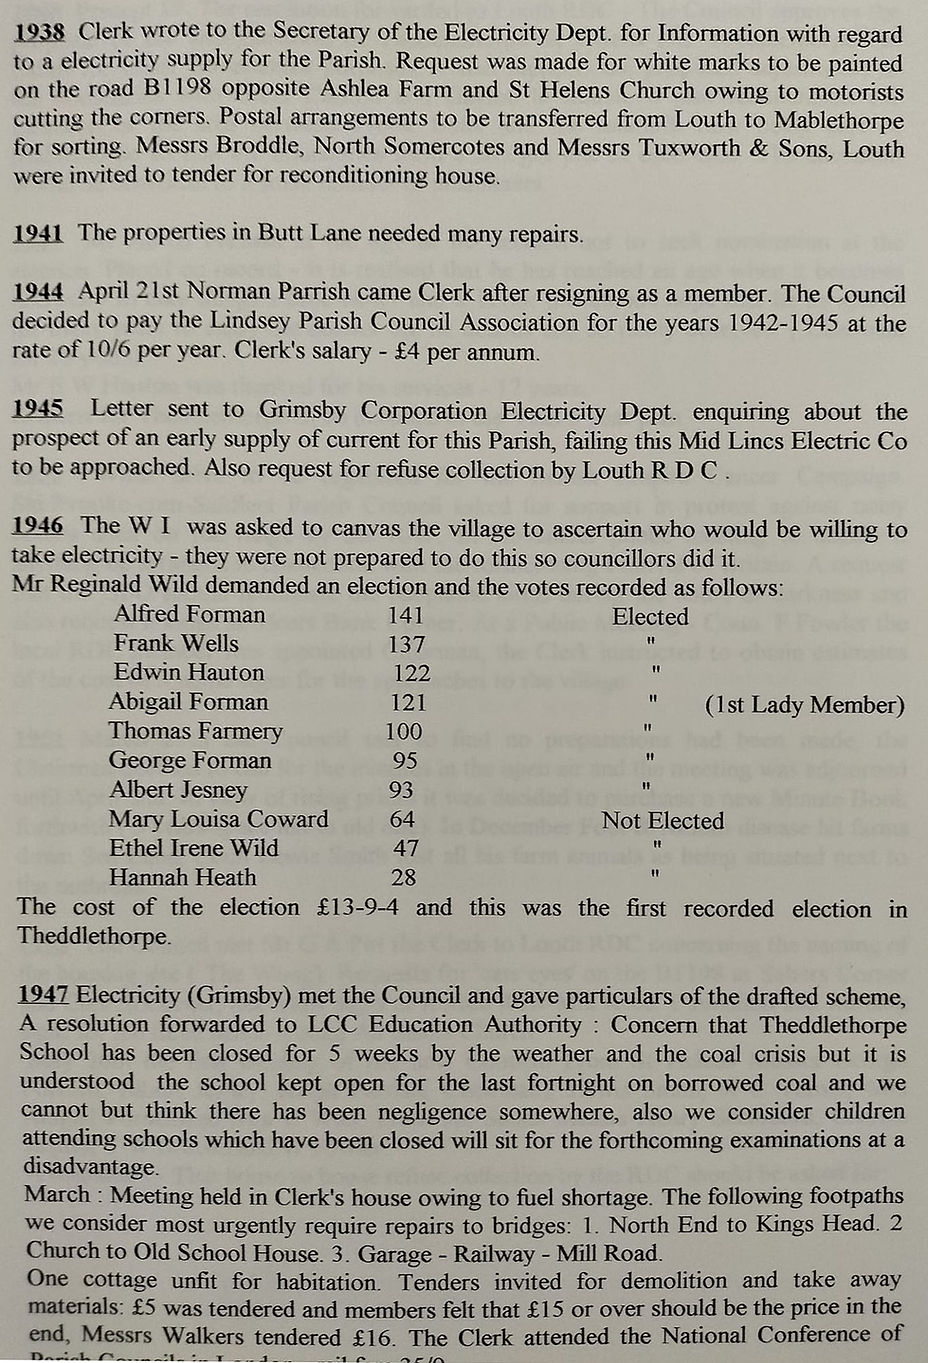 1938 Clerk wrote to the Secretary of the Electricity Dept. for Information with regard
to a electricity supply for the Parish. Request was made for white marks to be painted
on the road B1198 opposite Ashlea Farm and St Helens Church owing to motorists
cutting the corners. Postal arrangements to be transferred from Louth to Mablethorpe
for sorting. Messrs Broddle, North Somercotes and Messrs Tuxworth & Sons, Louth
were invited to tender for reconditioning house.
1941 The properties in Butt Lane needed many repairs.
1944 April 21st Norman Parrish came Clerk after resigning as a member. The Council
decided to pay the Lindsey Parish Council Association for the years 1942-1945 at the
rate of 10/6 per year. Clerk's salary - £4 per annum.
1945 Letter sent to Grimsby Corporation Electricity Dept. enquiring about the
prospect of an early supply of current for this Parish, failing this Mid Lincs Electric Co
to be approached. Also request for refuse collection by Louth R D C .
1946 The W I was asked to canvas the village to ascertain who would be willing to
take electricity - they were not prepared to do this so councillors did it.
Mr Reginald Wild demanded an election and the votes recorded as follows:
Alfred Forman 141 Elected
Frank Wells 137 "
Edwin Hauton 122 "
Abigail Forman 121 " (1st Lady Member)
Thomas Farmery 100 "
George Forman 95 "
Albert Jesney 93 "
Mary Louisa Coward 64 Not Elected
Ethel Irene Wild 47 "
Hannah Heath 28 "
The cost of the election £13-9-4 and this was the first recorded election in
Theddlethorpe.
1947 Electricity (Grimsby) met the Council and gave particulars of the drafted scheme,
A resolution forwarded to LCC Education Authority : Concern that Theddlethorpe
School has been closed for 5 weeks by the weather and the coal crisis but it is
understood the school kept open for the last fortnight on borrowed coal and we
cannot but think there has been negligence somewhere, also we consider children
attending schools which have been closed will sit for the forthcoming examinations at a
disadvantage.
March : Meeting held in Clerk's house owing to fuel shortage. The following footpaths
we consider most urgently require repairs to bridges: 1. North End to Kings Head. 2
Church to Old School House. 3. Garage - Railway - Mill Road.
One cottage unfit for habitation. Tenders invited for demolition and take away
materials: £5 was tendered and members felt that £15 or over should be the price in the
end, Messrs Walkers tendered £16. The Clerk attended the National Conference of
Parish Councils in London